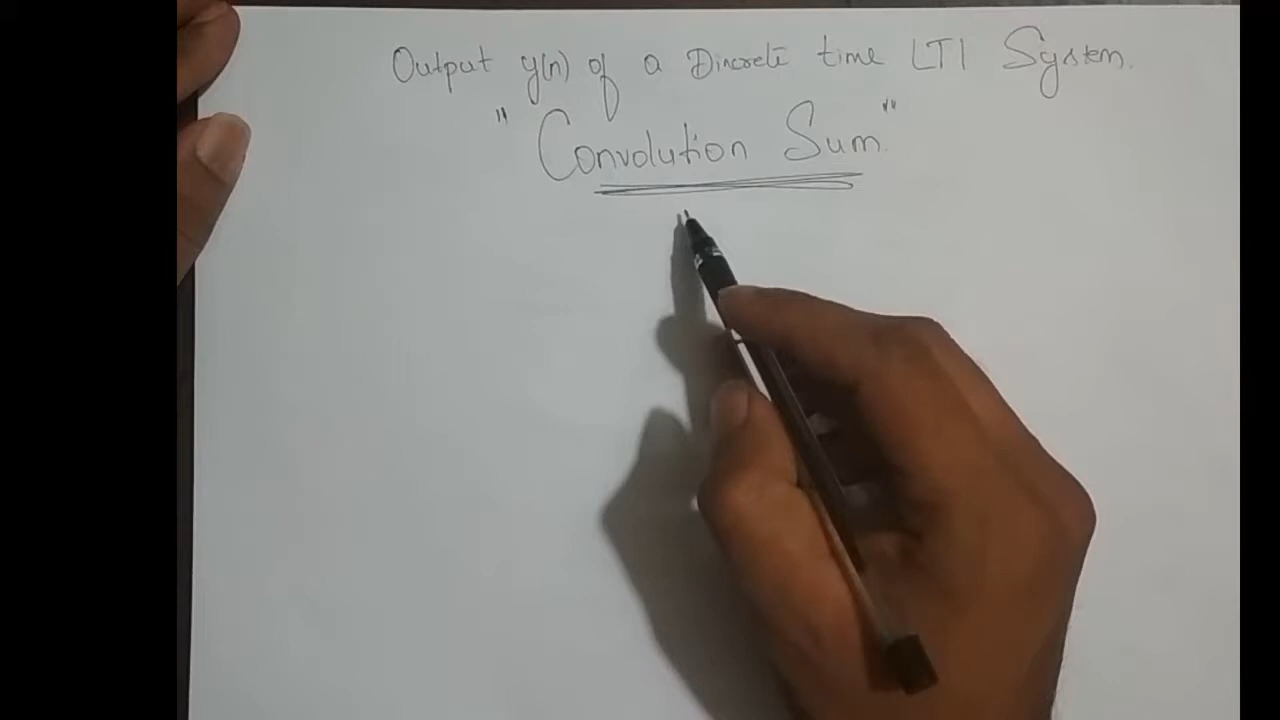 Output y(n) of a Discrete time LTI System.
"Convolution Sum"